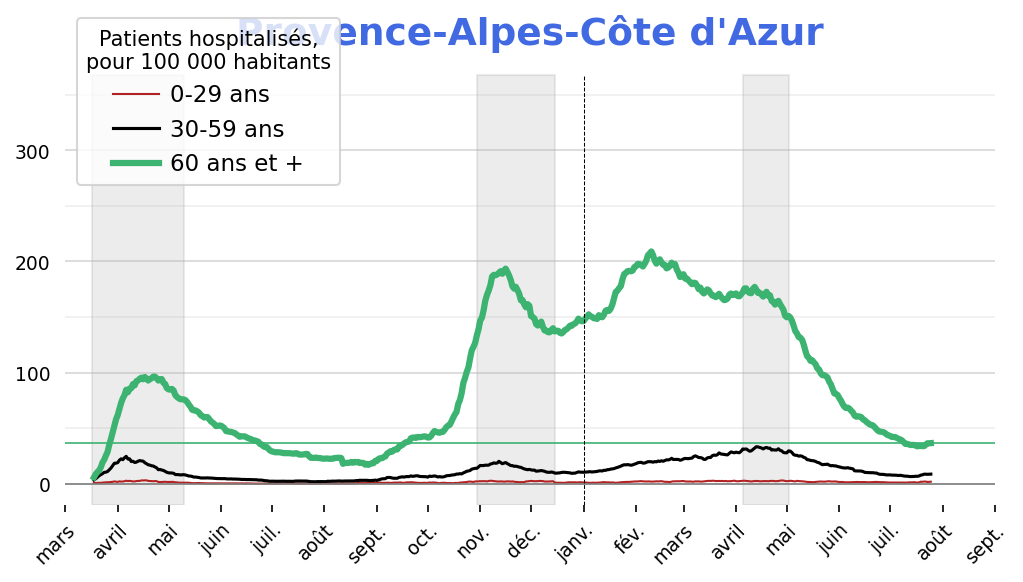 Provence-Alpes-Côte d'Azur
Patients hospitalisés,
pour 100 000 habitants
0-29 ans
30-59 ans
60 ans et +
300
200
100
0
mars avril mai juin juil. août sept. oct. nov. déc. janv. fév. mars avril mai juin juil. août sept.